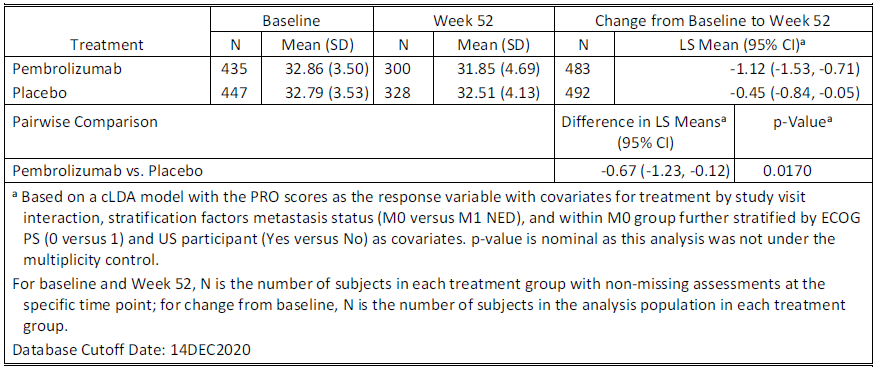 Baseline Week 52 Change from Baseline to Week 52
Treatment N Mean (SD) N Mean (SD) N LS Mean (95% CI)ᵃ
Pembrolizumab 435 32.86 (3.50) 300 31.85 (4.69) 483 -1.12 (-1.53, -0.71)
Placebo 447 32.79 (3.53) 328 32.51 (4.13) 492 -0.45 (-0.84, -0.05)
Pairwise Comparison Difference in LS Meansᵃ p-Valueᵃ
(95% CI)
Pembrolizumab vs. Placebo -0.67 (-1.23, -0.12) 0.0170
ᵃ Based on a cLDA model with the PRO scores as the response variable with covariates for treatment by study visit
interaction, stratification factors metastasis status (M0 versus M1 NED), and within M0 group further stratified by ECOG
PS (0 versus 1) and US participant (Yes versus No) as covariates. p-value is nominal as this analysis was not under the
multiplicity control.
For baseline and Week 52, N is the number of subjects in each treatment group with non-missing assessments at the
specific time point; for change from baseline, N is the number of subjects in the analysis population in each treatment
group.
Database Cutoff Date: 14DEC2020